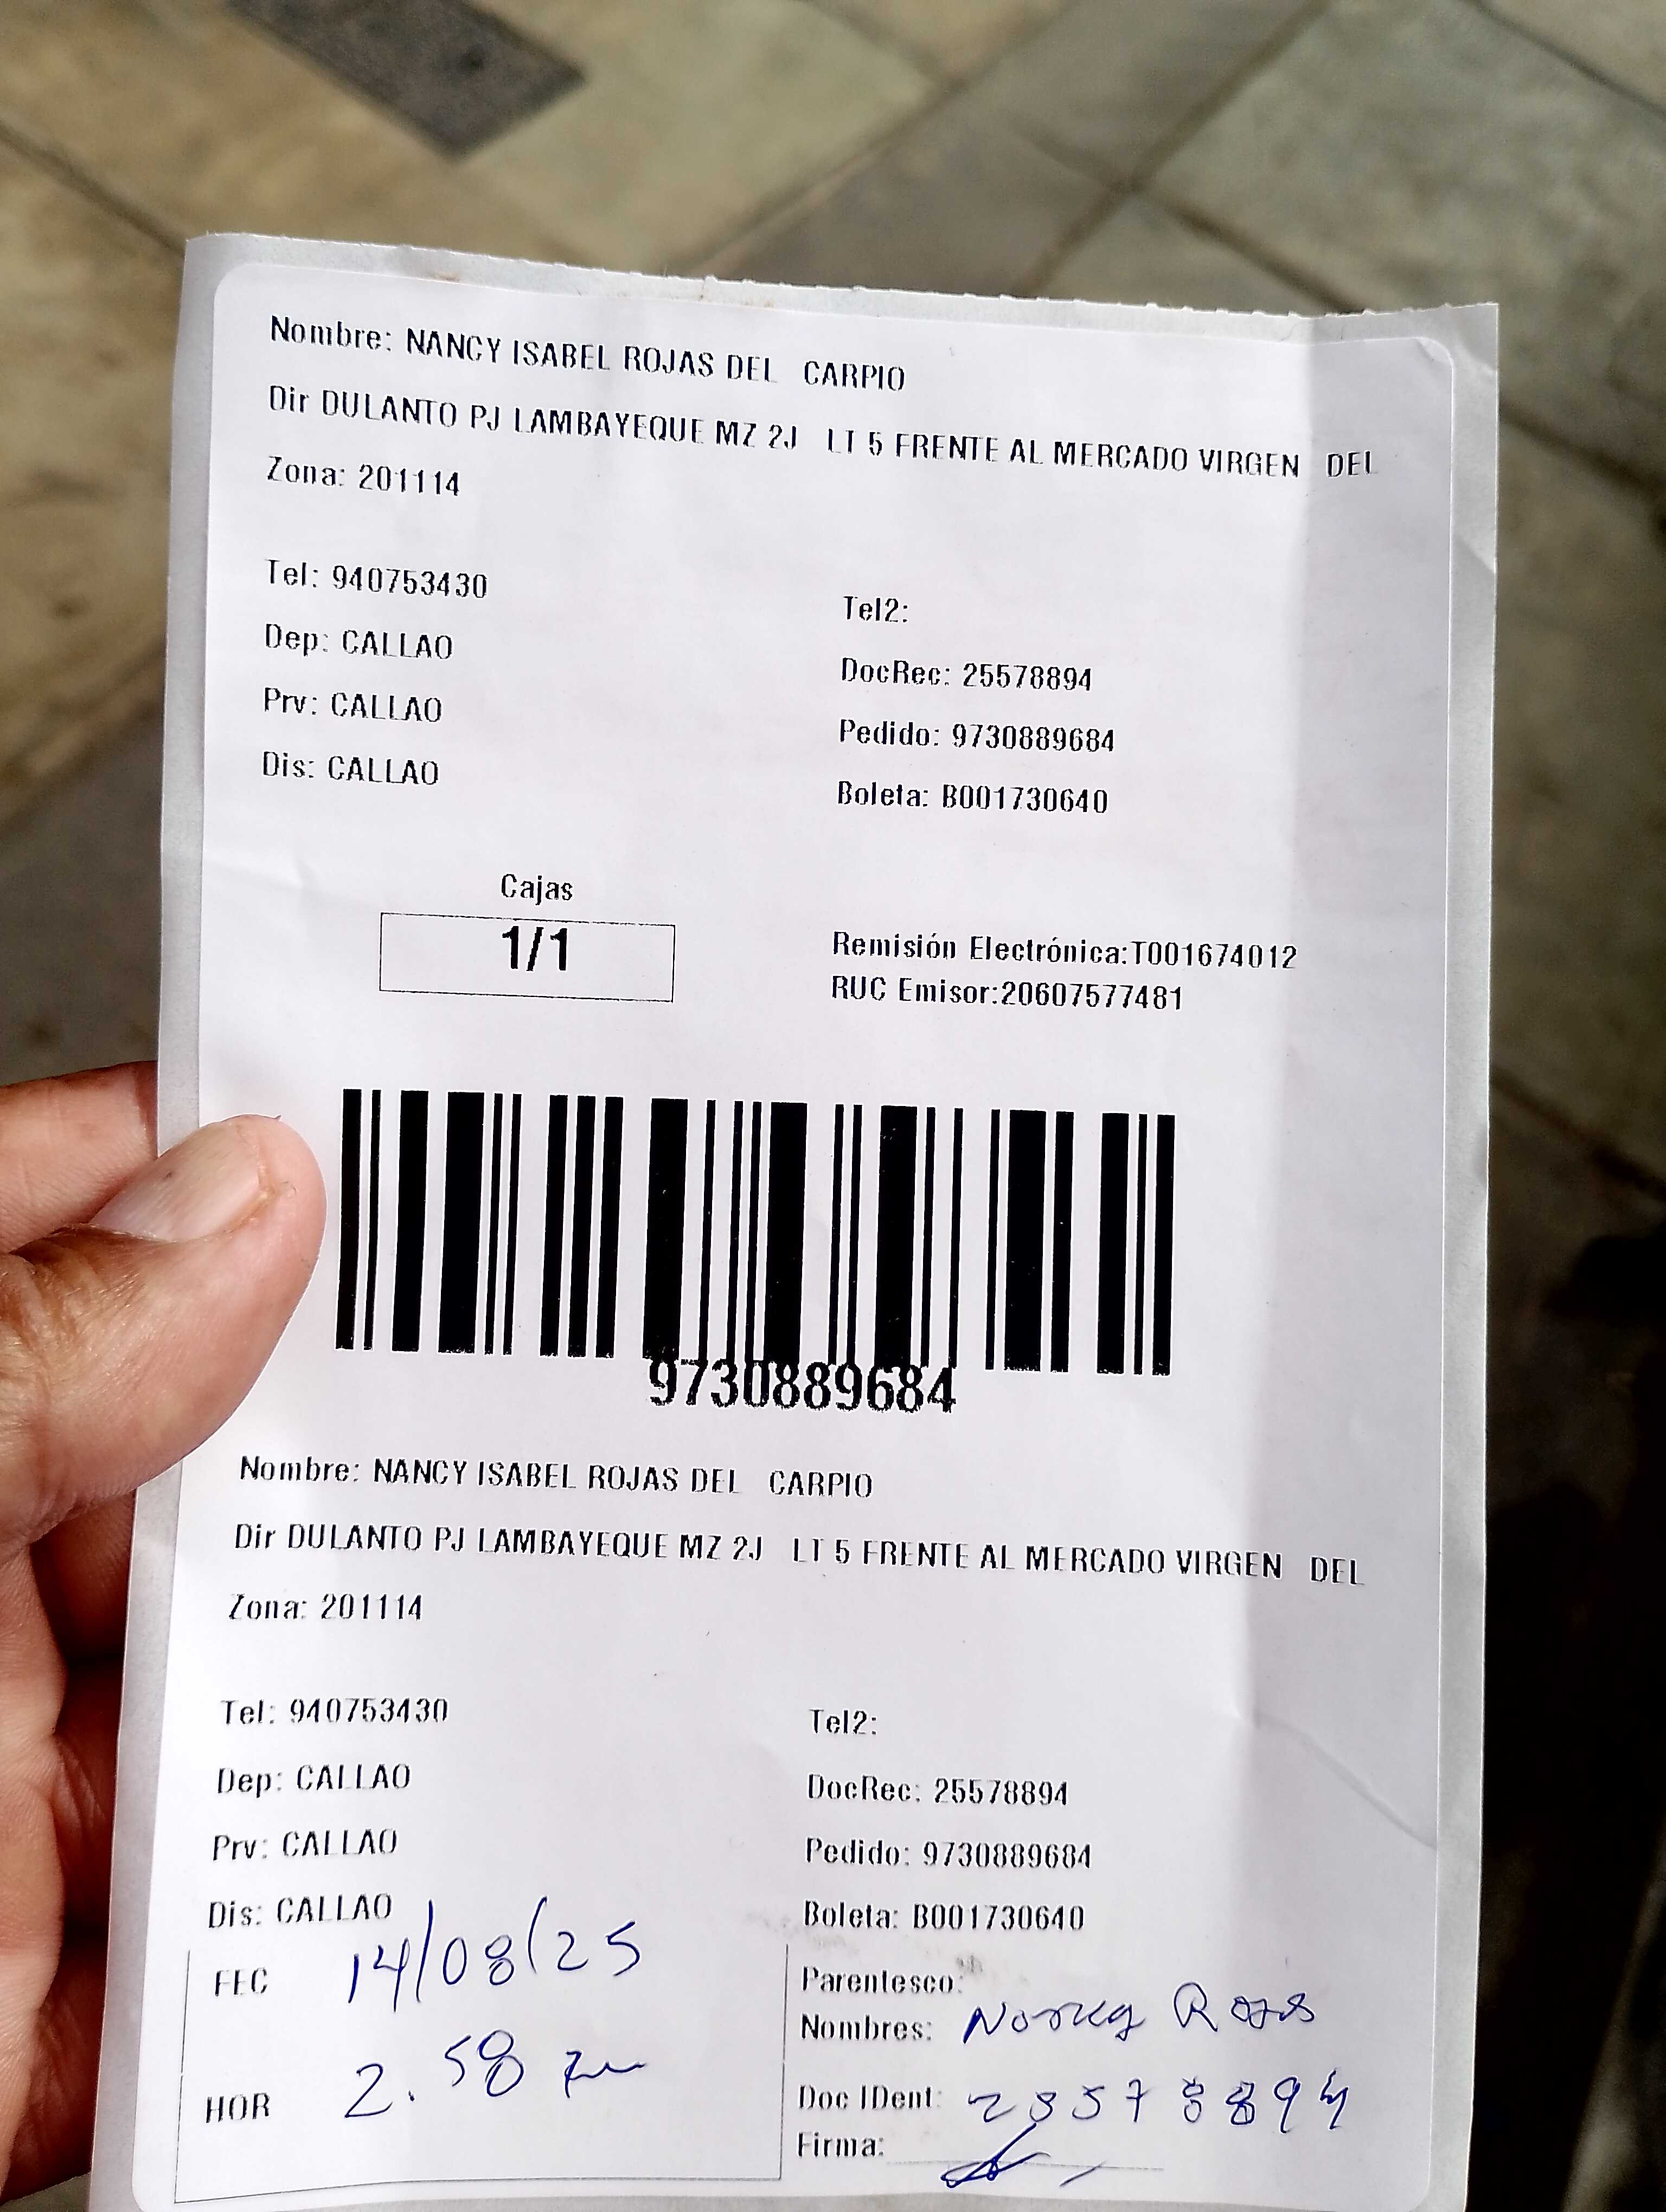 Nombre: NANCY ISABEL ROJAS DEL CARPIO
Dir DULANTO PJ LAMBAYEQUE MZ 2J LT 5 FRENTE AL MERCADO VIRGEN DEL
Zona: 201114
Tel: 940753430
Tel2:
Dep: CALLAO
DocRec: 25578894
Prv: CALLAO
Pedido: 9730889684
Dis: CALLAO
Boleta: B001730640
Cajas
1/1
Remisión Electrónica:T001674012
RUC Emisor:20607577481
9730889684
Nombre: NANCY ISABEL ROJAS DEL CARPIO
Dir DULANTO PJ LAMBAYEQUE MZ 2J LT 5 FRENTE AL MERCADO VIRGEN DEL
Zona: 201114
Tel: 940753430
Tel2:
Dep: CALLAO
DocRec: 25578894
Prv: CALLAO
Pedido: 9730889684
Dis: CALLAO
Boleta: B001730640
FEC 14/08/25
Parentesco:
Nombres: Rojas
HOR 2.58 pm
Doc IDent: 25578894
Firma: